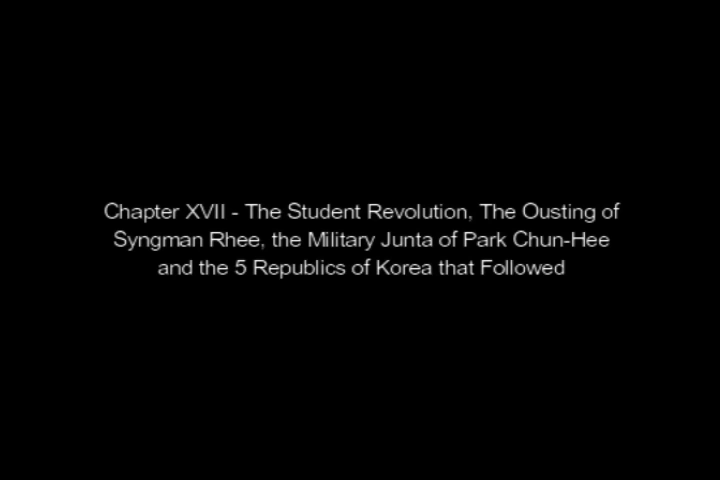 Chapter XVII - The Student Revolution, The Ousting of
Syngman Rhee, the Military Junta of Park Chun-Hee
and the 5 Republics of Korea that Followed